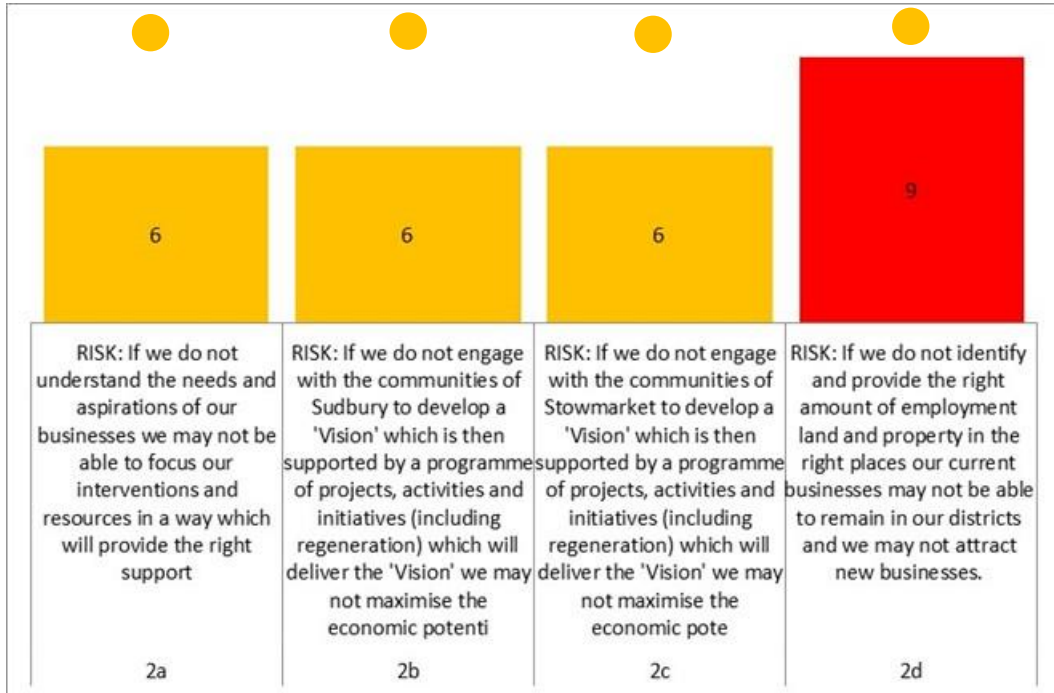 6
6
6
9
RISK: If we do not
understand the needs and
aspirations of our
businesses we may not be
able to focus our
interventions and
resources in a way which
will provide the right
support
2a
RISK: If we do not engage
with the communities of
Sudbury to develop a
'Vision' which is then
supported by a programme
of projects, activities and
initiatives (including
regeneration) which will
deliver the 'Vision' we may
not maximise the
economic potenti
2b
RISK: If we do not engage
with the communities of
Stowmarket to develop a
'Vision' which is then
supported by a programme
of projects, activities and
initiatives (including
regeneration) which will
deliver the 'Vision' we may
not maximise the
economic pote
2c
RISK: If we do not identify
and provide the right
amount of employment
land and property in the
right places our current
businesses may not be able
to remain in our districts
and we may not attract
new businesses.
2d